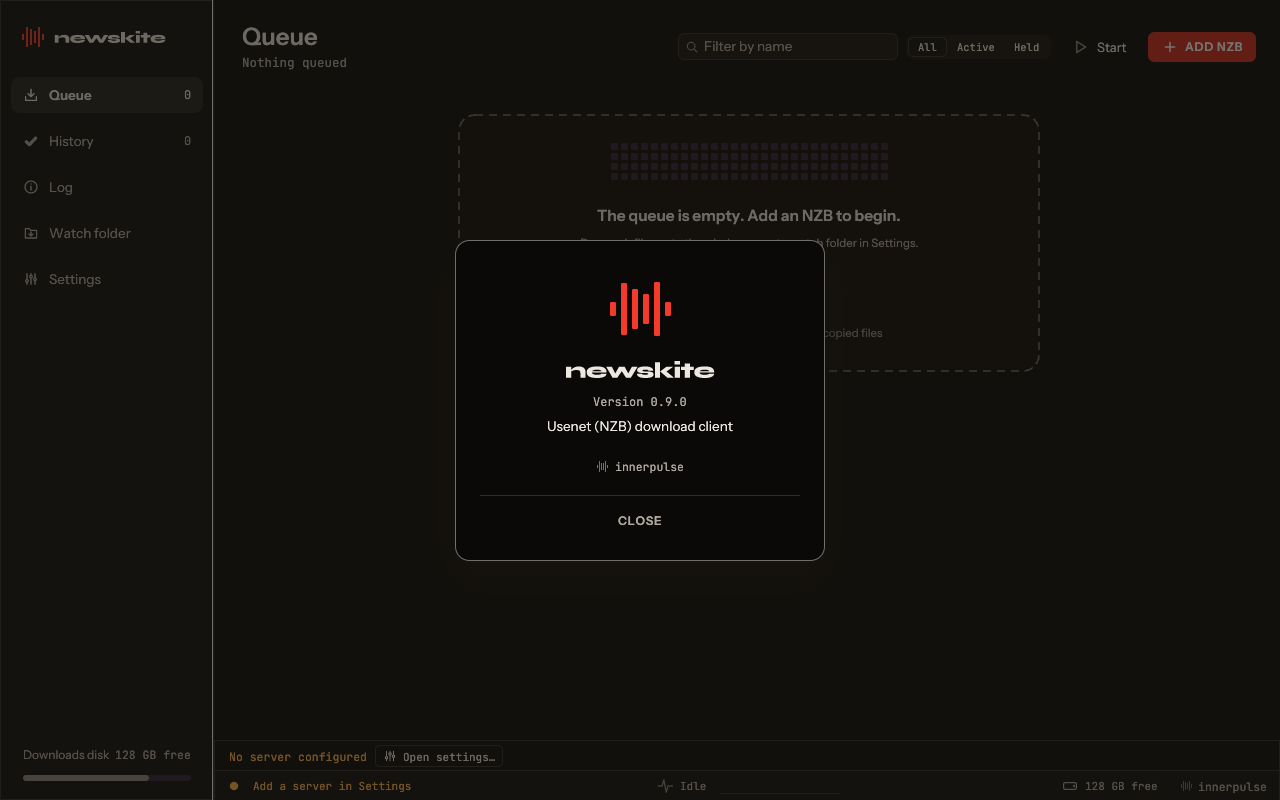 newskite
Queue 0
History 0
Log
Watch folder
Settings
Downloads disk 128 GB free
Queue
Nothing queued
Filter by name
All Active Held
Start
ADD NZB
The queue is empty. Add an NZB to begin.
folder in Settings.
copied files
newskite
Version 0.9.0
Usenet (NZB) download client
innerpulse
CLOSE
No server configured Open settings…
Add a server in Settings Idle 128 GB free innerpulse